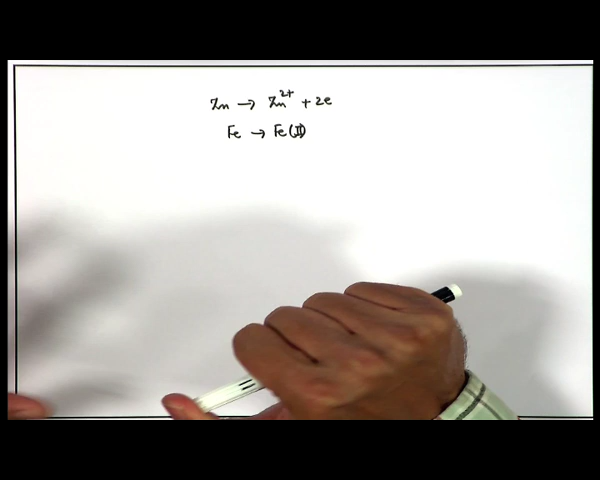 Zn → Zn²⁺ + 2e
Fe → Fe(II)